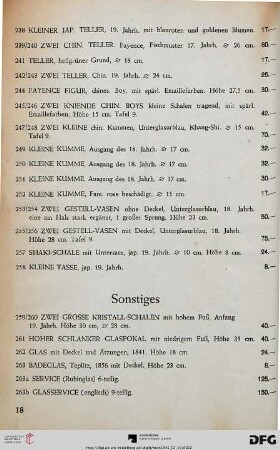 238 KLEINER JAP. TELLER, 19. Jahrh. mit blauroten und goldenen Blumen. 17.—
239/240 ZWEI CHIN. TELLER. Fayence, Fischmuster 17. Jahrh. ⌀ 26 cm. 60.—
241 TELLER, hellgrüner Grund, ⌀ 18 cm. 17.—
242/243 ZWEI TELLER, Chin. 19. Jahrh. ⌀ 24 cm. 25.—
244 FAYENCE FIGUR, chines. Boy, mit spärl. Emaillefarben. Höhe 27,5 cm. 30.—
245/246 ZWEI KNIENDE CHIN. BOYS kleine Schalen tragend, mit spärl.
Emaillefarben, Höhe 15 cm. Tafel 9. 42.—
247/248 ZWEI KLEINE chin. Kummen, Unterglasurblau, Khang-Shi. ⌀ 15 cm.
Tafel 9. 42.—
249 KLEINE KUMME, Ausgang des 18. Jahrh. ⌀ 17 cm. 32.—
250 KLEINE KUMME, Ausgang des 18. Jahrh. 32.—
251 KLEINE KUMME, Ausgang des 18. Jahrh. ⌀ 16 cm. 30.—
252 KLEINE KUMME, Fam. rose beschädigt. ⌀ 15 cm. 17.—
253/254 ZWEI GESTELL-VASEN ohne Deckel, Unterglasurblau, 18. Jahrh.
eine am Hals stark ergänzt, 1 großer Sprung, Höhe 23 cm. 50.—
255/256 ZWEI GESTELL-VASEN mit Deckel, Unterglasurblau, 18. Jahrh.
Höhe 28 cm. Tafel 9. 75.—
257 SHAKI-SCHALE mit Untersatz, jap. 19. Jahrh. ⌀ 10 cm, Höhe 8 cm. 24.—
258 KLEINE TASSE, jap. 19. Jahrh. 8.—
Sonstiges
259/260 ZWEI GROSSE KRISTALL-SCHALEN mit hohem Fuß, Anfang
19. Jahrh. Höhe 30 cm, ⌀ 23 cm. 40.—
261 HOHER SCHLANKER GLASPOKAL mit niedrigem Fuß, Höhe 35 cm. 40.—
262 GLAS mit Deckel und Ätzungen, 1841. Höhe 18 cm. 24.—
263 BADEGLAS, Teplitz, 1856 mit Deckel, Höhe 23 cm. 8.—
263a SERVICE (Rubinglas) 6-teilig. 125.—
263b GLASSERVICE (englisch) 9-teilig. 150.—
18
UNIVERSITÄTS-
BIBLIOTHEK
HEIDELBERG
DFG